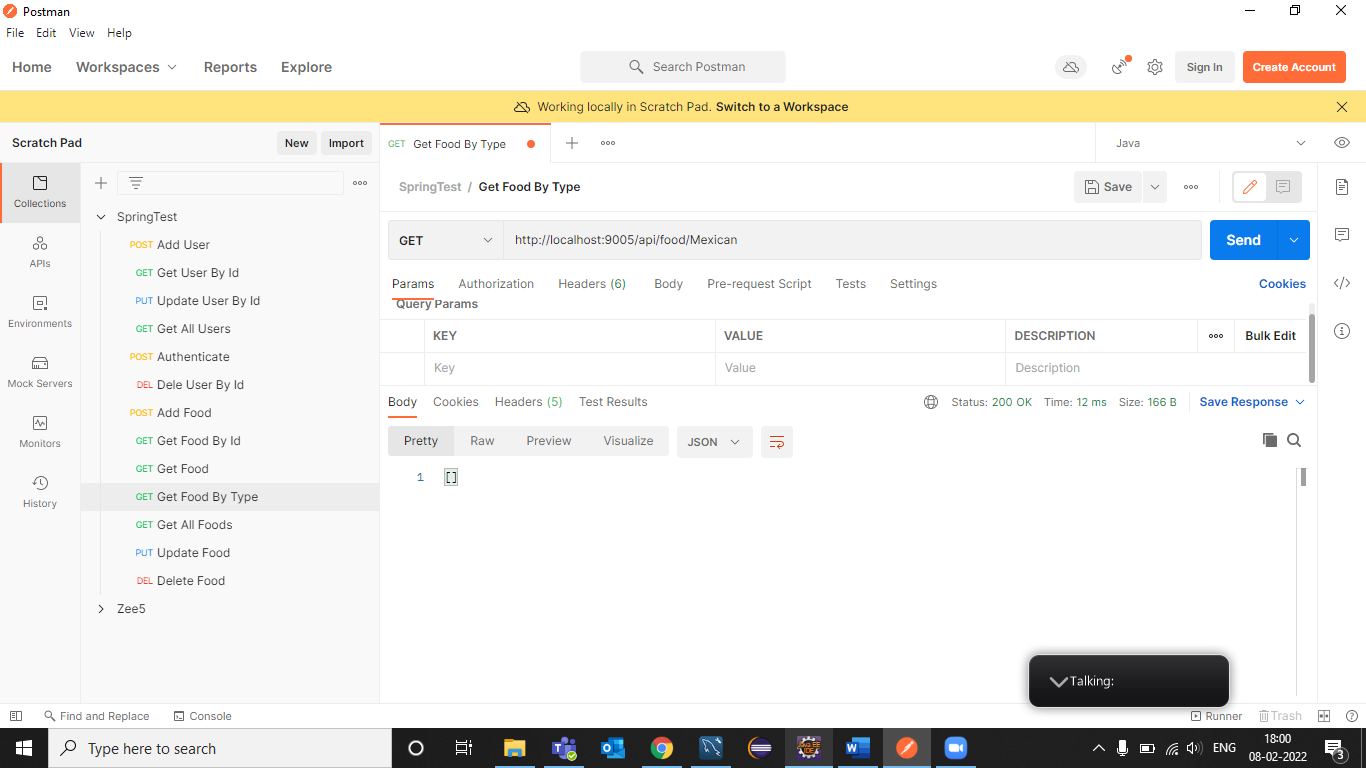 Postman
File Edit View Help
Home Workspaces Reports Explore Search Postman Sign In Create Account
Working locally in Scratch Pad. Switch to a Workspace
Scratch Pad New Import GET Get Food By Type Java
SpringTest / Get Food By Type Save
Collections
APIs
Environments
Mock Servers
Monitors
History
SpringTest
POST Add User
GET Get User By Id
PUT Update User By Id
GET Get All Users
POST Authenticate
DEL Dele User By Id
POST Add Food
GET Get Food By Id
GET Get Food
GET Get Food By Type
GET Get All Foods
PUT Update Food
DEL Delete Food
Zee5
GET http://localhost:9005/api/food/Mexican Send
Params Authorization Headers (6) Body Pre-request Script Tests Settings Cookies
Query Params
KEY VALUE DESCRIPTION Bulk Edit
Key Value Description
Body Cookies Headers (5) Test Results Status: 200 OK Time: 12 ms Size: 166 B Save Response
Pretty Raw Preview Visualize JSON
1 []
Talking:
Find and Replace Console Runner Trash
Type here to search ENG 18:00
08-02-2022 3